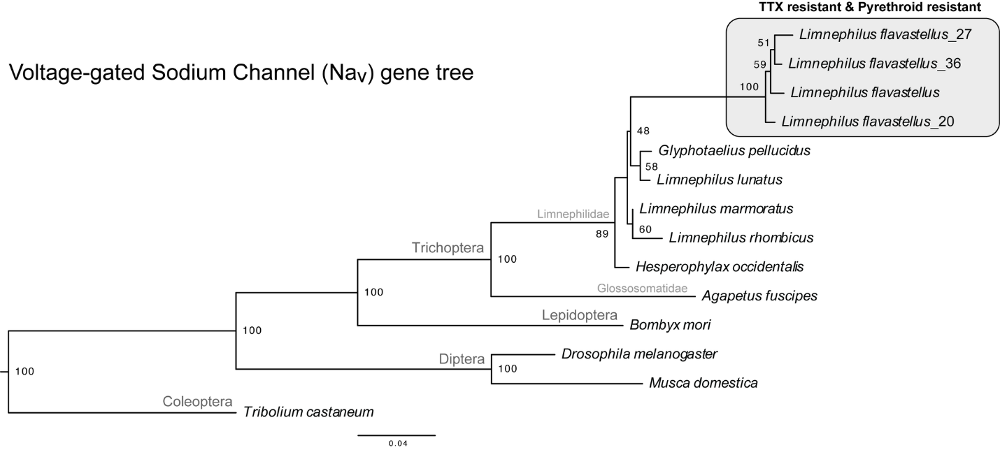 TTX resistant & Pyrethroid resistant
Limnephilus flavastellus_27
51
Limnephilus flavastellus_36
59
Voltage-gated Sodium Channel (Nav) gene tree
100
Limnephilus flavastellus
Limnephilus flavastellus_20
48
Glyphotaelius pellucidus
58
Limnephilus lunatus
Limnephilidae
Limnephilus marmoratus
89
60
Limnephilus rhombicus
Trichoptera
100
Hesperophylax occidentalis
Glossosomatidae
100
Agapetus fuscipes
Lepidoptera
Bombyx mori
100
Drosophila melanogaster
Diptera
100
100
Musca domestica
Coleoptera
Tribolium castaneum
0.04